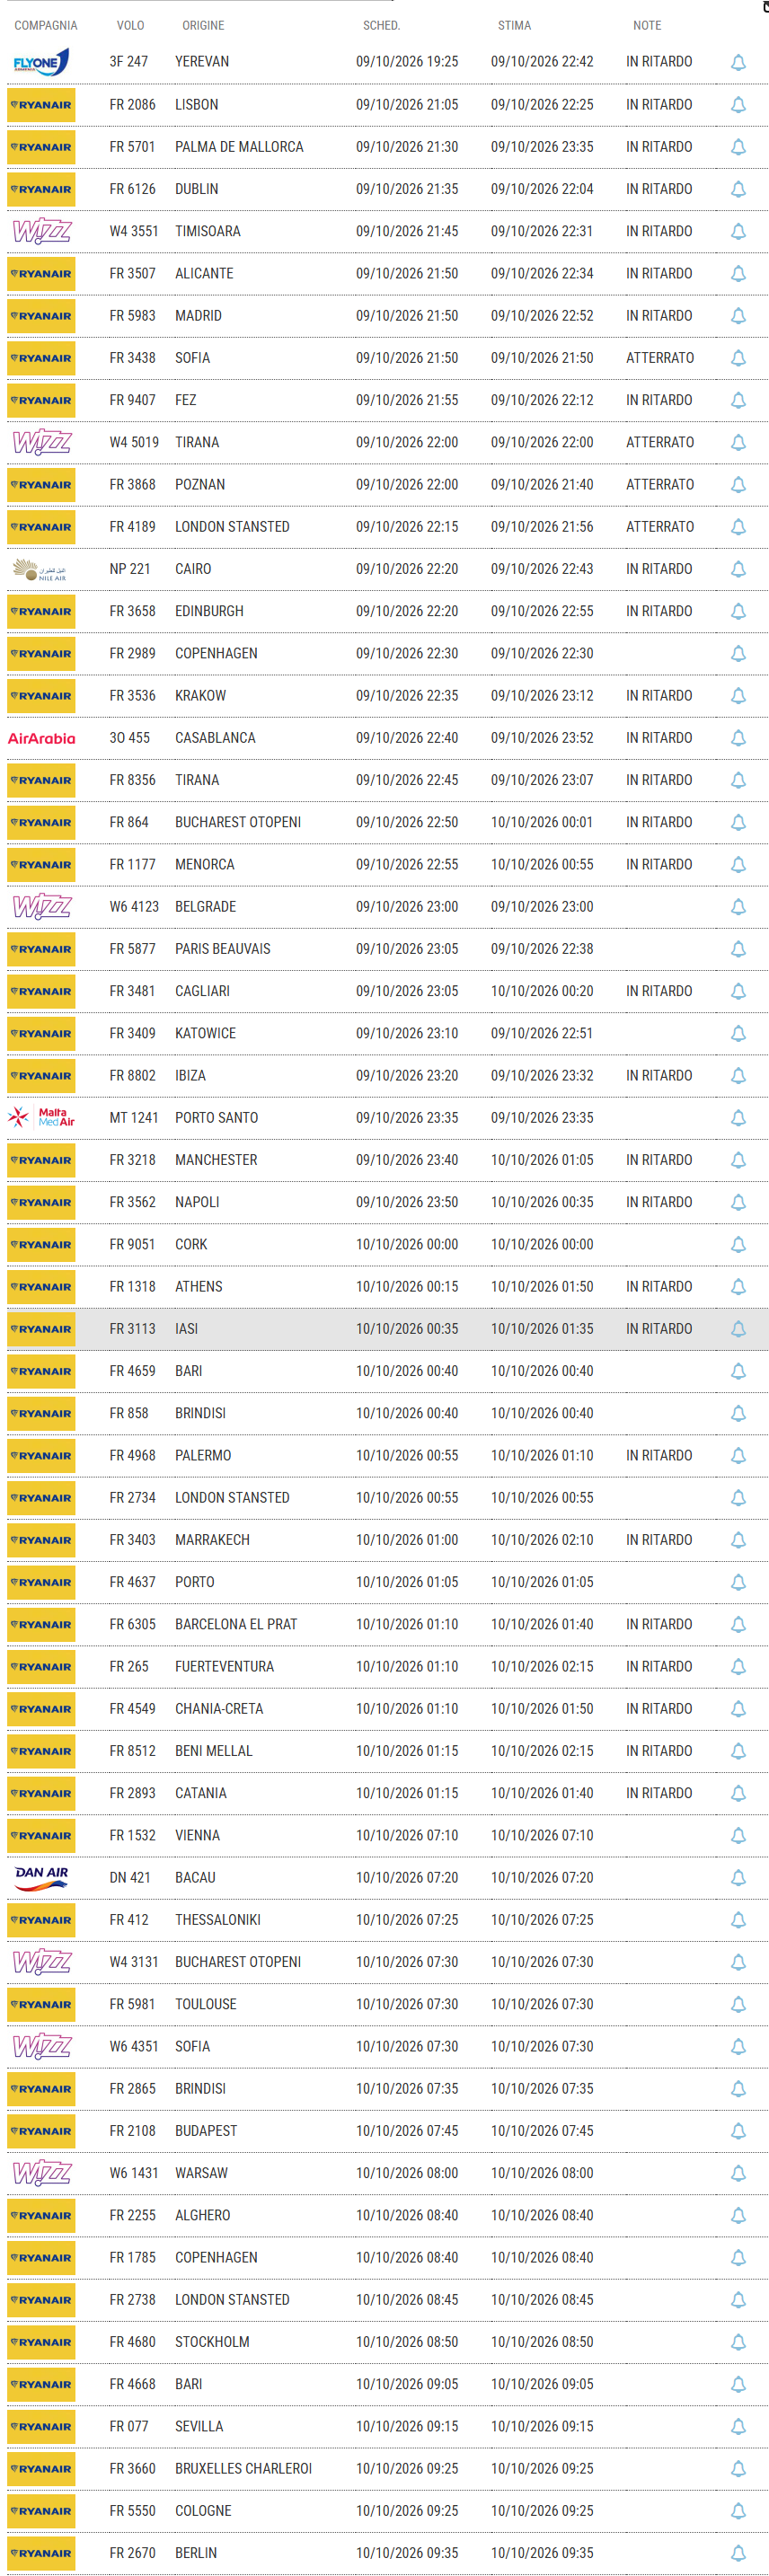 COMPAGNIA VOLO ORIGINE SCHED. STIMA NOTE
FLYONE ARMENIA 3F 247 YEREVAN 09/10/2026 19:25 09/10/2026 22:42 IN RITARDO
RYANAIR FR 2086 LISBON 09/10/2026 21:05 09/10/2026 22:25 IN RITARDO
RYANAIR FR 5701 PALMA DE MALLORCA 09/10/2026 21:30 09/10/2026 23:35 IN RITARDO
RYANAIR FR 6126 DUBLIN 09/10/2026 21:35 09/10/2026 22:04 IN RITARDO
WIZZ W4 3551 TIMISOARA 09/10/2026 21:45 09/10/2026 22:31 IN RITARDO
RYANAIR FR 3507 ALICANTE 09/10/2026 21:50 09/10/2026 22:34 IN RITARDO
RYANAIR FR 5983 MADRID 09/10/2026 21:50 09/10/2026 22:52 IN RITARDO
RYANAIR FR 3438 SOFIA 09/10/2026 21:50 09/10/2026 21:50 ATTERRATO
RYANAIR FR 9407 FEZ 09/10/2026 21:55 09/10/2026 22:12 IN RITARDO
WIZZ W4 5019 TIRANA 09/10/2026 22:00 09/10/2026 22:00 ATTERRATO
RYANAIR FR 3868 POZNAN 09/10/2026 22:00 09/10/2026 21:40 ATTERRATO
RYANAIR FR 4189 LONDON STANSTED 09/10/2026 22:15 09/10/2026 21:56 ATTERRATO
النيل للطيران NILE AIR NP 221 CAIRO 09/10/2026 22:20 09/10/2026 22:43 IN RITARDO
RYANAIR FR 3658 EDINBURGH 09/10/2026 22:20 09/10/2026 22:55 IN RITARDO
RYANAIR FR 2989 COPENHAGEN 09/10/2026 22:30 09/10/2026 22:30
RYANAIR FR 3536 KRAKOW 09/10/2026 22:35 09/10/2026 23:12 IN RITARDO
AirArabia 3O 455 CASABLANCA 09/10/2026 22:40 09/10/2026 23:52 IN RITARDO
RYANAIR FR 8356 TIRANA 09/10/2026 22:45 09/10/2026 23:07 IN RITARDO
RYANAIR FR 864 BUCHAREST OTOPENI 09/10/2026 22:50 10/10/2026 00:01 IN RITARDO
RYANAIR FR 1177 MENORCA 09/10/2026 22:55 10/10/2026 00:55 IN RITARDO
WIZZ W6 4123 BELGRADE 09/10/2026 23:00 09/10/2026 23:00
RYANAIR FR 5877 PARIS BEAUVAIS 09/10/2026 23:05 09/10/2026 22:38
RYANAIR FR 3481 CAGLIARI 09/10/2026 23:05 10/10/2026 00:20 IN RITARDO
RYANAIR FR 3409 KATOWICE 09/10/2026 23:10 09/10/2026 22:51
RYANAIR FR 8802 IBIZA 09/10/2026 23:20 09/10/2026 23:32 IN RITARDO
Malta MedAir MT 1241 PORTO SANTO 09/10/2026 23:35 09/10/2026 23:35
RYANAIR FR 3218 MANCHESTER 09/10/2026 23:40 10/10/2026 01:05 IN RITARDO
RYANAIR FR 3562 NAPOLI 09/10/2026 23:50 10/10/2026 00:35 IN RITARDO
RYANAIR FR 9051 CORK 10/10/2026 00:00 10/10/2026 00:00
RYANAIR FR 1318 ATHENS 10/10/2026 00:15 10/10/2026 01:50 IN RITARDO
RYANAIR FR 3113 IASI 10/10/2026 00:35 10/10/2026 01:35 IN RITARDO
RYANAIR FR 4659 BARI 10/10/2026 00:40 10/10/2026 00:40
RYANAIR FR 858 BRINDISI 10/10/2026 00:40 10/10/2026 00:40
RYANAIR FR 4968 PALERMO 10/10/2026 00:55 10/10/2026 01:10 IN RITARDO
RYANAIR FR 2734 LONDON STANSTED 10/10/2026 00:55 10/10/2026 00:55
RYANAIR FR 3403 MARRAKECH 10/10/2026 01:00 10/10/2026 02:10 IN RITARDO
RYANAIR FR 4637 PORTO 10/10/2026 01:05 10/10/2026 01:05
RYANAIR FR 6305 BARCELONA EL PRAT 10/10/2026 01:10 10/10/2026 01:40 IN RITARDO
RYANAIR FR 265 FUERTEVENTURA 10/10/2026 01:10 10/10/2026 02:15 IN RITARDO
RYANAIR FR 4549 CHANIA-CRETA 10/10/2026 01:10 10/10/2026 01:50 IN RITARDO
RYANAIR FR 8512 BENI MELLAL 10/10/2026 01:15 10/10/2026 02:15 IN RITARDO
RYANAIR FR 2893 CATANIA 10/10/2026 01:15 10/10/2026 01:40 IN RITARDO
RYANAIR FR 1532 VIENNA 10/10/2026 07:10 10/10/2026 07:10
DAN AIR DN 421 BACAU 10/10/2026 07:20 10/10/2026 07:20
RYANAIR FR 412 THESSALONIKI 10/10/2026 07:25 10/10/2026 07:25
WIZZ W4 3131 BUCHAREST OTOPENI 10/10/2026 07:30 10/10/2026 07:30
RYANAIR FR 5981 TOULOUSE 10/10/2026 07:30 10/10/2026 07:30
WIZZ W6 4351 SOFIA 10/10/2026 07:30 10/10/2026 07:30
RYANAIR FR 2865 BRINDISI 10/10/2026 07:35 10/10/2026 07:35
RYANAIR FR 2108 BUDAPEST 10/10/2026 07:45 10/10/2026 07:45
WIZZ W6 1431 WARSAW 10/10/2026 08:00 10/10/2026 08:00
RYANAIR FR 2255 ALGHERO 10/10/2026 08:40 10/10/2026 08:40
RYANAIR FR 1785 COPENHAGEN 10/10/2026 08:40 10/10/2026 08:40
RYANAIR FR 2738 LONDON STANSTED 10/10/2026 08:45 10/10/2026 08:45
RYANAIR FR 4680 STOCKHOLM 10/10/2026 08:50 10/10/2026 08:50
RYANAIR FR 4668 BARI 10/10/2026 09:05 10/10/2026 09:05
RYANAIR FR 077 SEVILLA 10/10/2026 09:15 10/10/2026 09:15
RYANAIR FR 3660 BRUXELLES CHARLEROI 10/10/2026 09:25 10/10/2026 09:25
RYANAIR FR 5550 COLOGNE 10/10/2026 09:25 10/10/2026 09:25
RYANAIR FR 2670 BERLIN 10/10/2026 09:35 10/10/2026 09:35